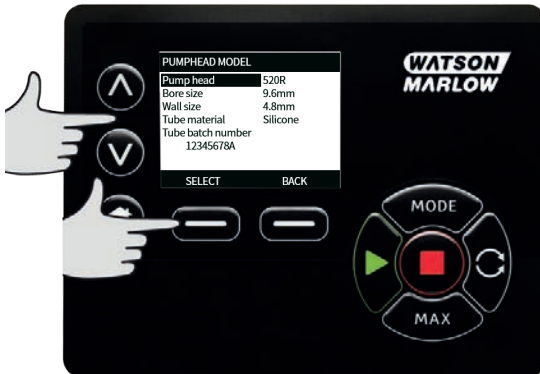 PUMPHEAD MODEL
Pump head 520R
Bore size 9.6mm
Wall size 4.8mm
Tube material Silicone
Tube batch number
12345678A
SELECT BACK
WATSON
MARLOW
MODE
MAX